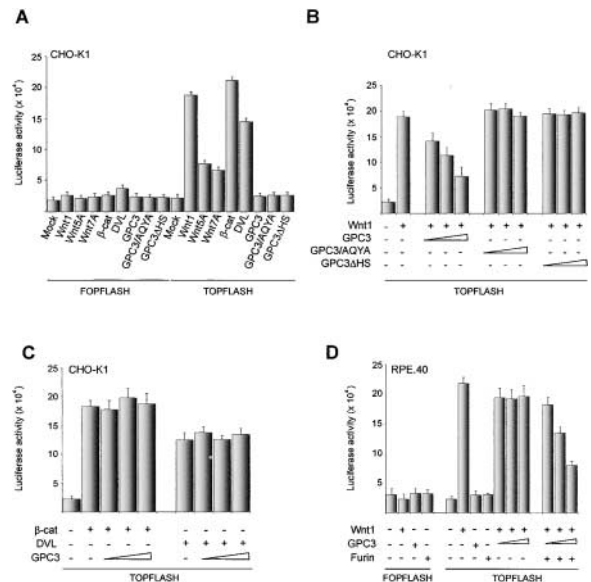 A
CHO-K1
Luciferase activity (x 10⁴)
25
20
15
10
5
Mock
Wnt1
Wnt5A
Wnt7A
β-cat
DVL
GPC3
GPC3/AQYA
GPC3ΔHS
Mock
Wnt1
Wnt5A
Wnt7A
β-cat
DVL
GPC3
GPC3/AQYA
GPC3ΔHS
FOPFLASH
TOPFLASH
B
CHO-K1
Luciferase activity (x 10⁴)
25
20
15
10
5
Wnt1 - + + + + + + + + + +
GPC3 - - - - - - - -
GPC3/AQYA - - - - - - - -
GPC3ΔHS - - - - - - - -
TOPFLASH
C
CHO-K1
Luciferase activity (x 10⁴)
25
20
15
10
5
β-cat - + + + + - - - -
DVL - - - - - + + + +
GPC3 - - -
TOPFLASH
D
RPE.40
Luciferase activity (x 10⁴)
25
20
15
10
5
Wnt1 - + - - - + - - + + + + + +
GPC3 - - + - - - + -
Furin - - - + - - - + - - - + + +
FOPFLASH
TOPFLASH